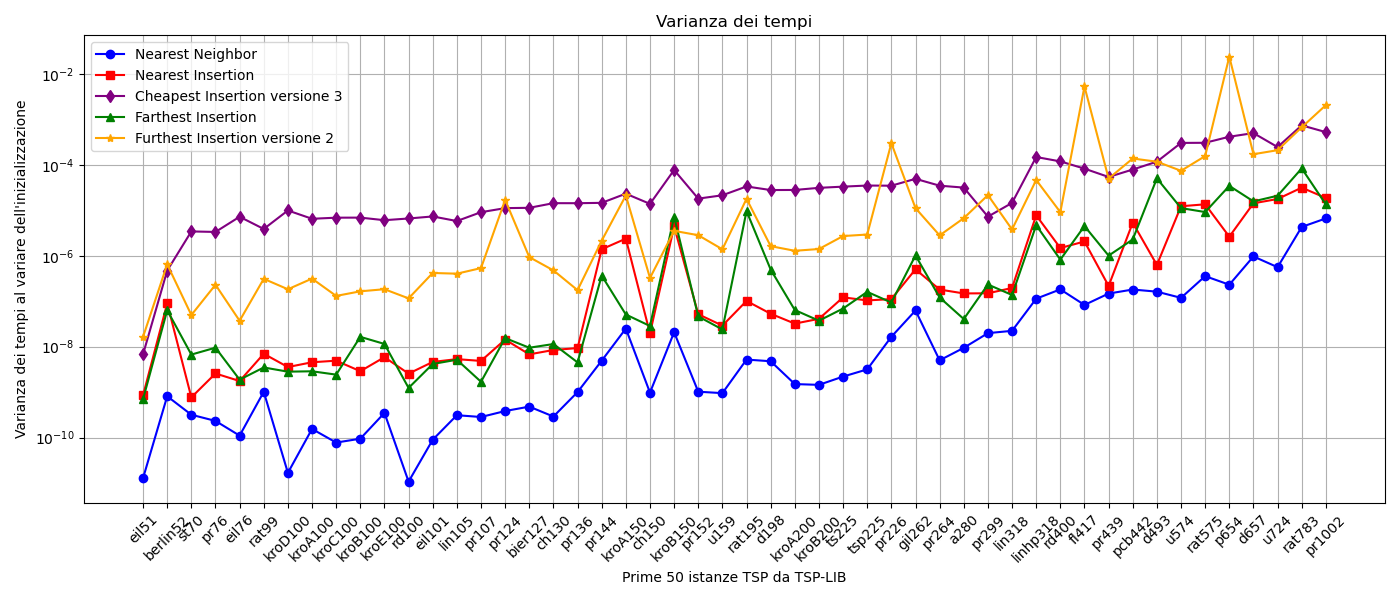 Varianza dei tempi
Nearest Neighbor
Nearest Insertion
Cheapest Insertion versione 3
Farthest Insertion
Furthest Insertion versione 2
Varianza dei tempi al variare dell'inizializzazione
10⁻²
10⁻⁴
10⁻⁶
10⁻⁸
10⁻¹⁰
eil51
berlin52
st70
pr76
eil76
rat99
kroD100
kroA100
kroC100
kroB100
kroE100
rd100
eil101
lin105
pr107
pr124
bier127
ch130
pr136
pr144
kroA150
ch150
kroB150
pr152
u159
rat195
d198
kroA200
kroB200
ts225
tsp225
pr226
gil262
pr264
a280
pr299
lin318
linhp318
rd400
fl417
pr439
pcb442
d493
u574
rat575
p654
d657
u724
rat783
pr1002
Prime 50 istanze TSP da TSP-LIB